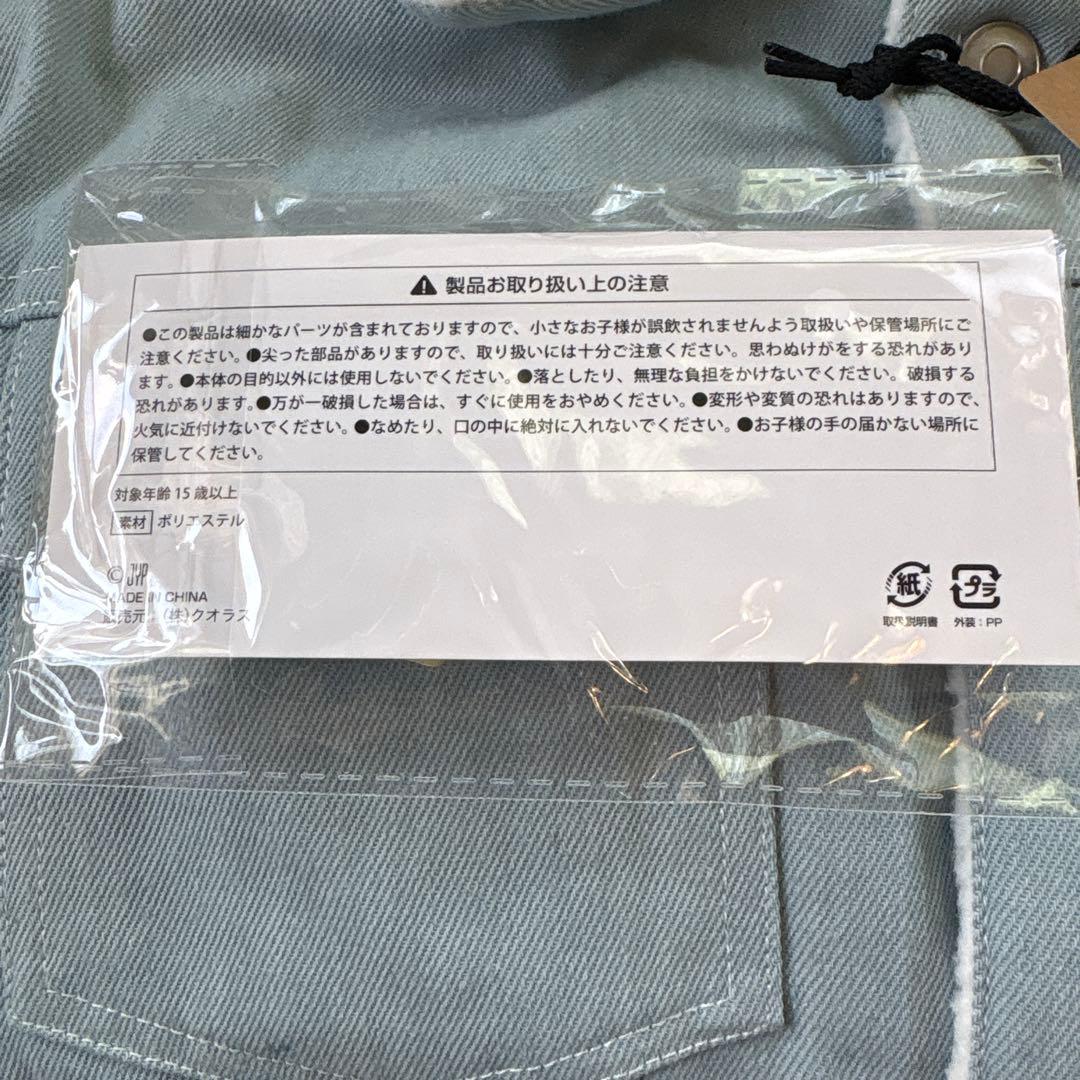 ⚠ 製品お取り扱い上の注意
●この製品は細かなパーツが含まれておりますので、小さなお子様が誤飲されませんよう取扱いや保管場所にご
注意ください。●尖った部品がありますので、取り扱いには十分ご注意ください。思わぬけがをする恐れがあり
ます。●本体の目的以外には使用しないでください。●落としたり、無理な負担をかけないでください。破損する
恐れがあります。●万が一破損した場合は、すぐに使用をおやめください。●変形や変質の恐れはありますので、
火気に近付けないでください。●なめたり、口の中に絶対に入れないでください。●お子様の手の届かない場所に
保管してください。
対象年齢 15 歳以上
素材 ポリエステル
© JYP
MADE IN CHINA
販売元：(株)クオラス
紙
取扱説明書
プラ
外装：PP